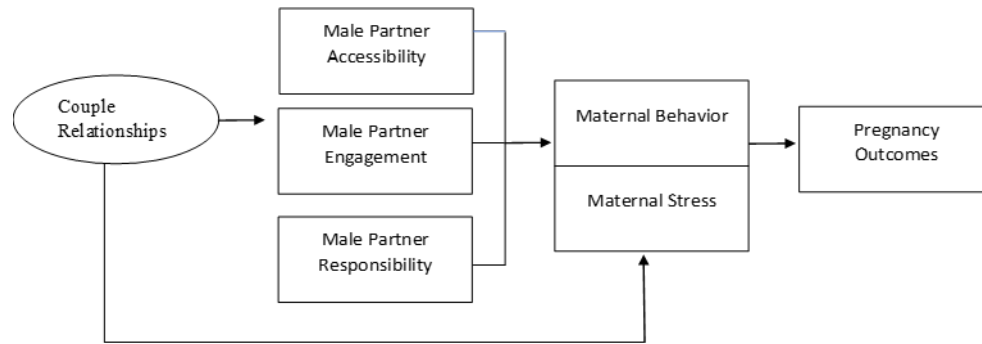 Couple
Relationships
Male Partner
Accessibility
Male Partner
Engagement
Male Partner
Responsibility
Maternal Behavior
Maternal Stress
Pregnancy
Outcomes